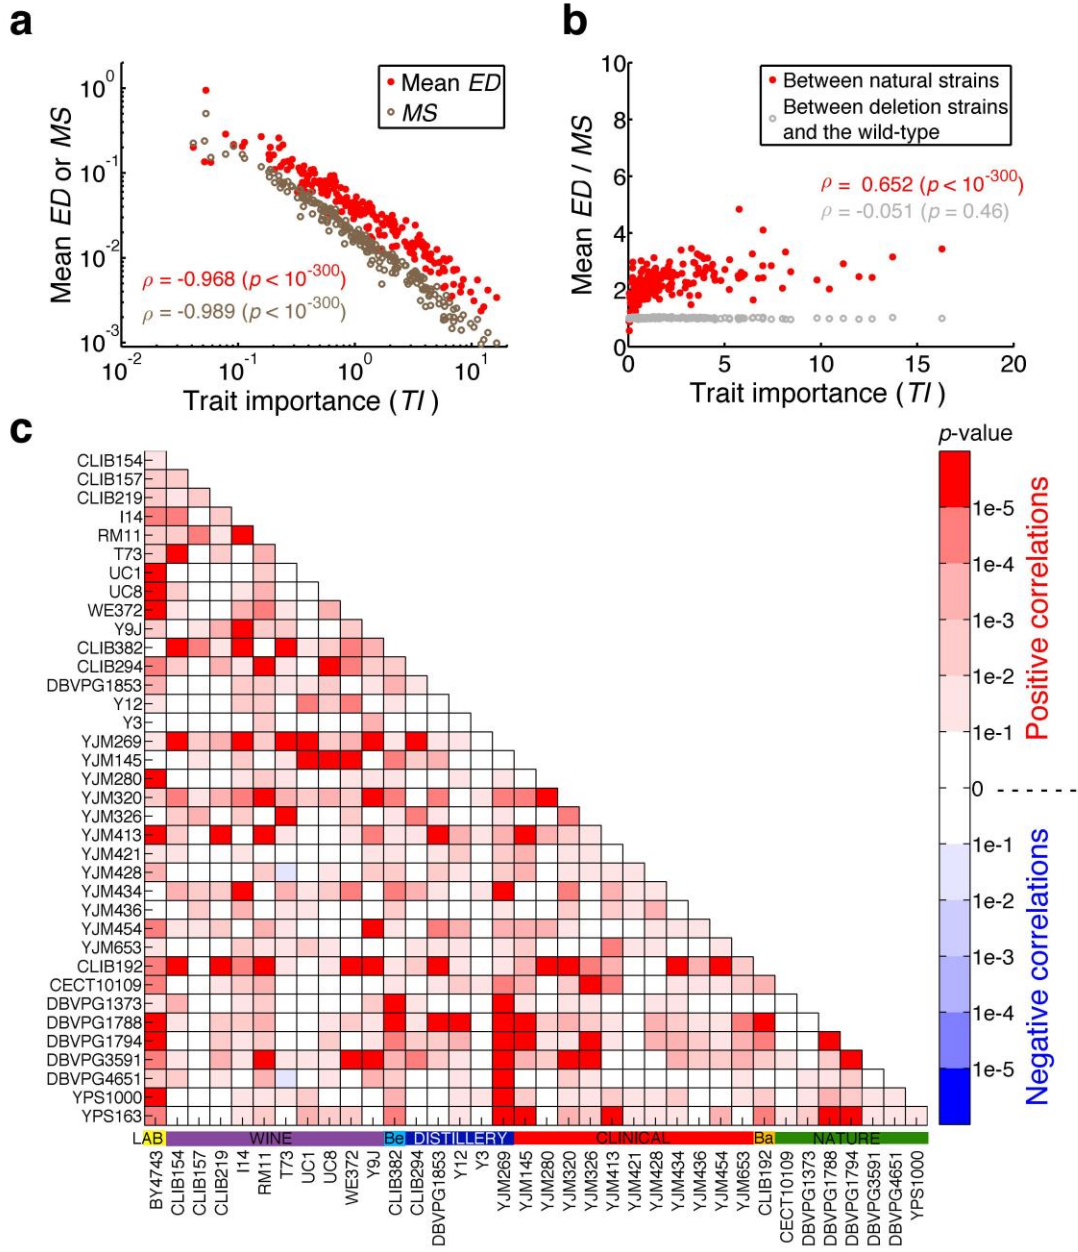 a
Mean ED or MS
10^0
10^-1
10^-2
10^-3
Mean ED
MS
ρ = -0.968 (p < 10^-300)
ρ = -0.989 (p < 10^-300)
10^-2 10^-1 10^0 10^1
Trait importance (TI)
b
Mean ED / MS
10
8
6
4
2
0
Between natural strains
Between deletion strains
and the wild-type
ρ = 0.652 (p < 10^-300)
ρ = -0.051 (p = 0.46)
0 5 10 15 20
Trait importance (TI)
c
CLIB154
CLIB157
CLIB219
I14
RM11
T73
UC1
UC8
WE372
Y9J
CLIB382
CLIB294
DBVPG1853
Y12
Y3
YJM269
YJM145
YJM280
YJM320
YJM326
YJM413
YJM421
YJM428
YJM434
YJM436
YJM454
YJM653
CLIB192
CECT10109
DBVPG1373
DBVPG1788
DBVPG1794
DBVPG3591
DBVPG4651
YPS1000
YPS163
LAB WINE Be DISTILLERY CLINICAL Ba NATURE
BY4743
CLIB154
CLIB157
CLIB219
I14
RM11
T73
UC1
UC8
WE372
Y9J
CLIB382
CLIB294
DBVPG1853
Y12
Y3
YJM269
YJM145
YJM280
YJM320
YJM326
YJM413
YJM421
YJM428
YJM434
YJM436
YJM454
YJM653
CLIB192
CECT10109
DBVPG1373
DBVPG1788
DBVPG1794
DBVPG3591
DBVPG4651
YPS1000
p-value
1e-5
1e-4
1e-3
1e-2
1e-1
0
1e-1
1e-2
1e-3
1e-4
1e-5
Positive correlations
Negative correlations